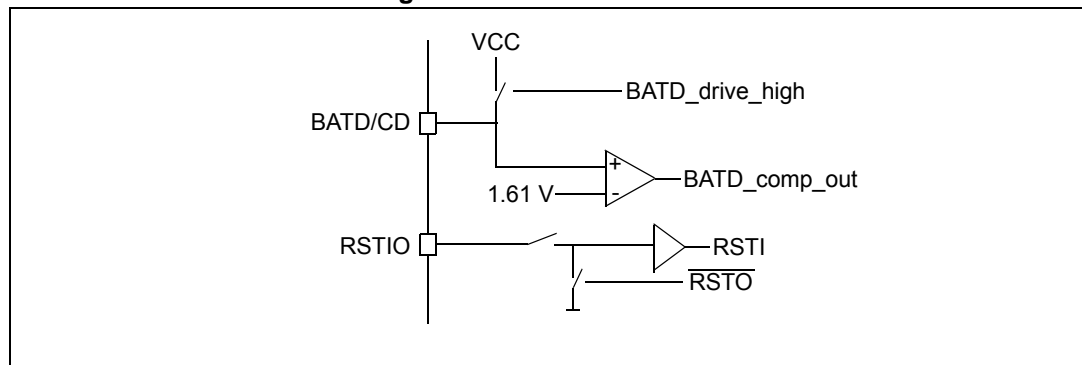 g
VCC
BATD_drive_high
BATD/CD
+
BATD_comp_out
1.61 V
-
RSTIO
RSTI
RSTO